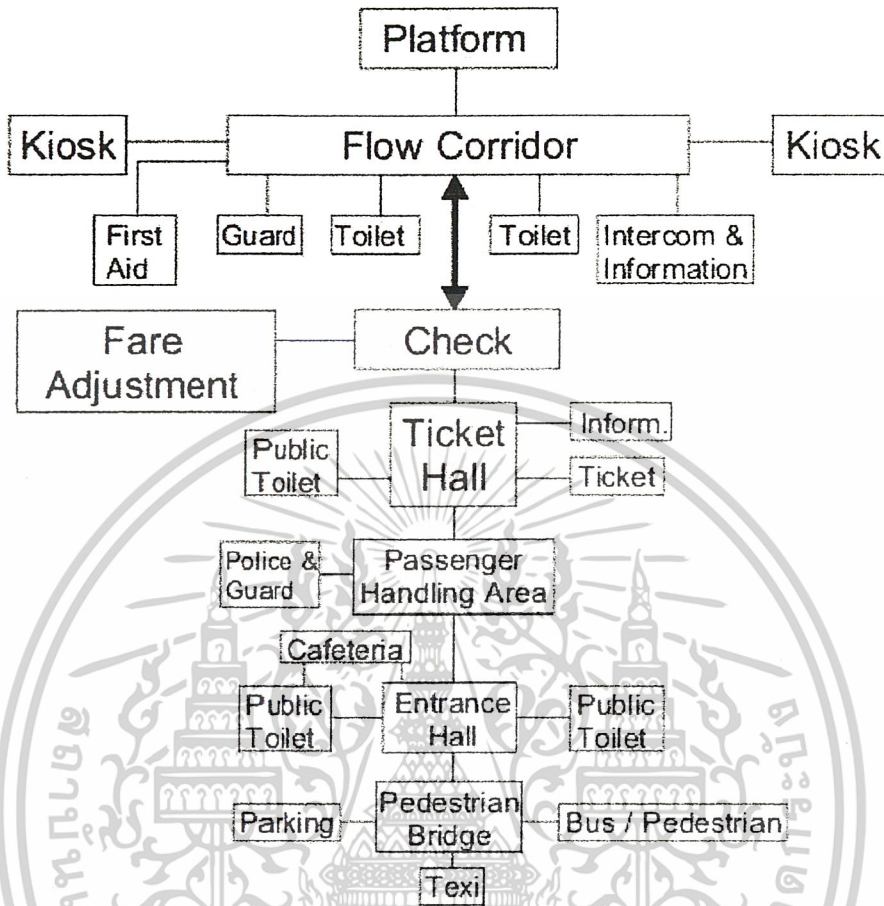 Platform
Kiosk
Flow Corridor
Kiosk
First
Aid
Guard
Toilet
Toilet
Intercom &
Information
Fare
Adjustment
Check
Ticket
Hall
Inform.
Public
Toilet
Ticket
Police &
Guard
Passenger
Handling Area
Cafeteria
Public
Toilet
Entrance
Hall
Public
Toilet
Parking
Pedestrian
Bridge
Bus / Pedestrian
Texi